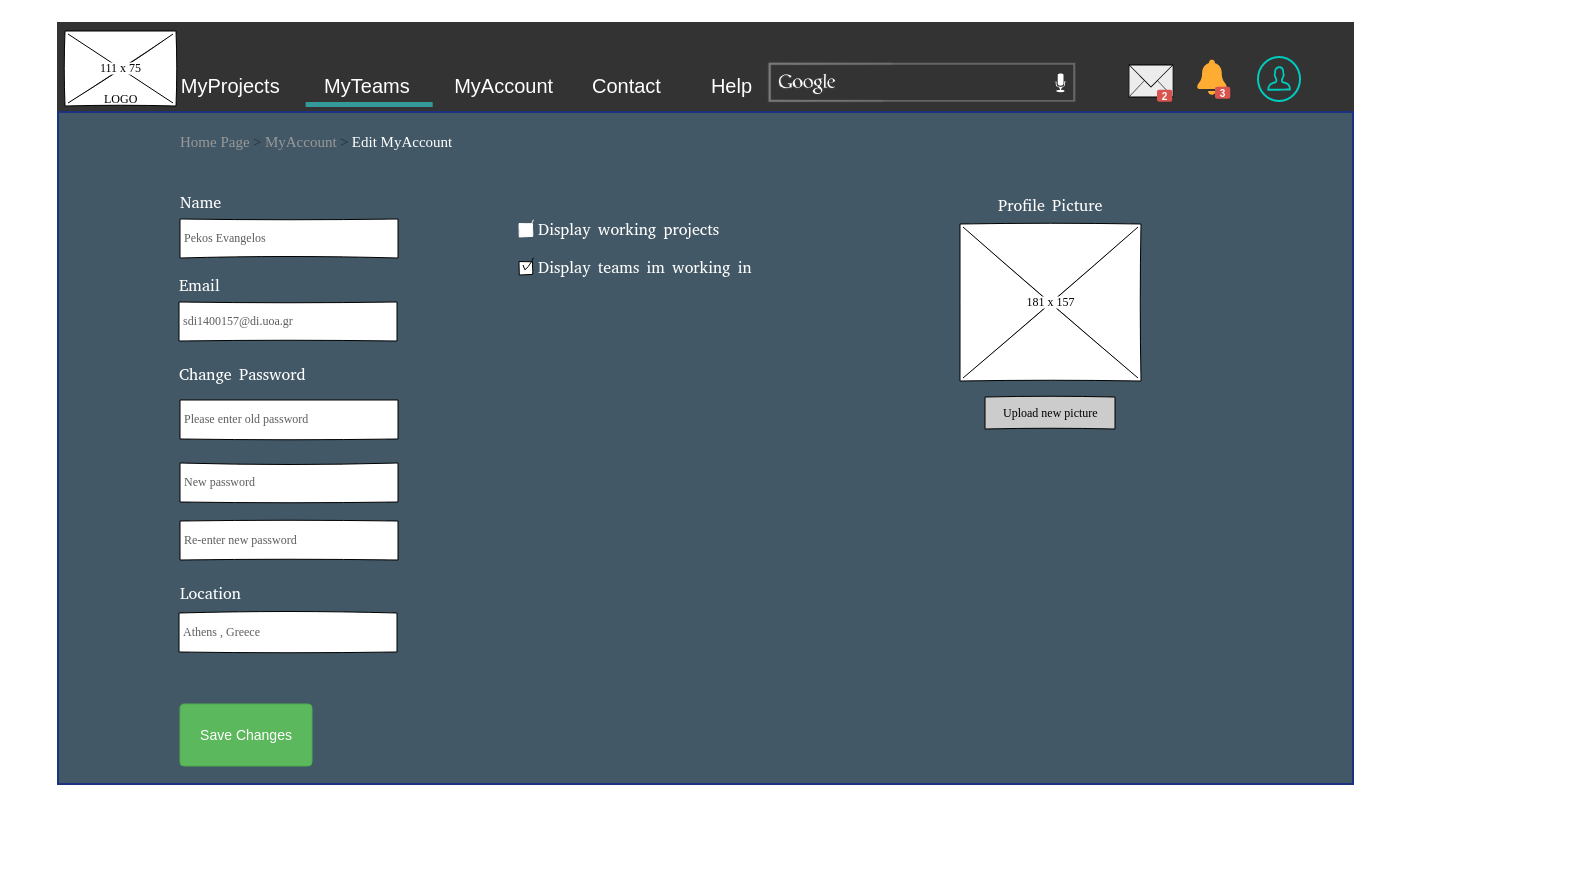 111 x 75
LOGO
MyProjects MyTeams MyAccount Contact Help Google 2 3
Home Page > MyAccount > Edit MyAccount
Name
Pekos Evangelos
Email
sdi1400157@di.uoa.gr
Change Password
Please enter old password
New password
Re-enter new password
Location
Athens , Greece
Save Changes
Display working projects
Display teams im working in
Profile Picture
181 x 157
Upload new picture